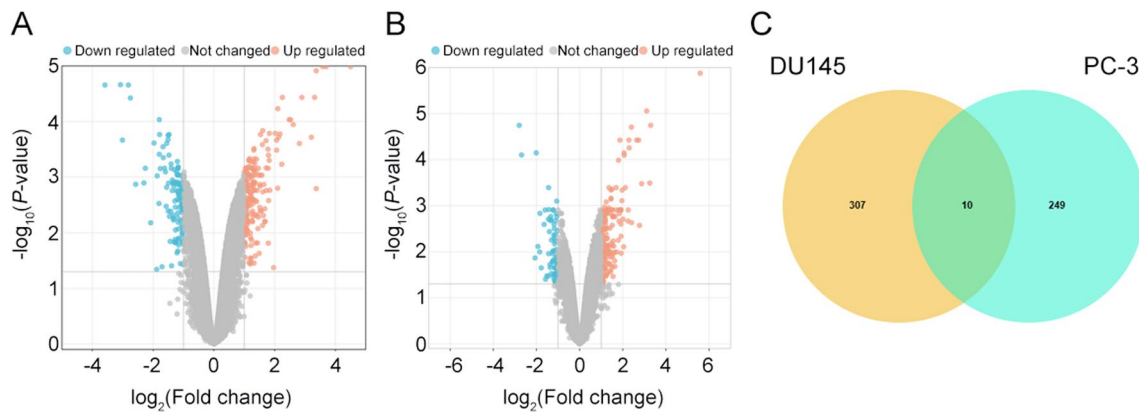 A
Down regulated Not changed Up regulated
5
4
3
2
1
0
-4 -2 0 2 4
-log10(P-value)
log2(Fold change)
B
Down regulated Not changed Up regulated
6
5
4
3
2
1
0
-6 -4 -2 0 2 4 6
-log10(P-value)
log2(Fold change)
C
DU145 PC-3
307 10 249